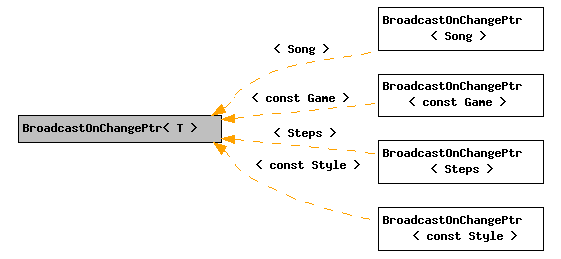 BroadcastOnChangePtr
< Song >
< Song >
BroadcastOnChangePtr
< const Game >
< const Game >
BroadcastOnChangePtr< T >
< Steps >
BroadcastOnChangePtr
< Steps >
< const Style >
BroadcastOnChangePtr
< const Style >